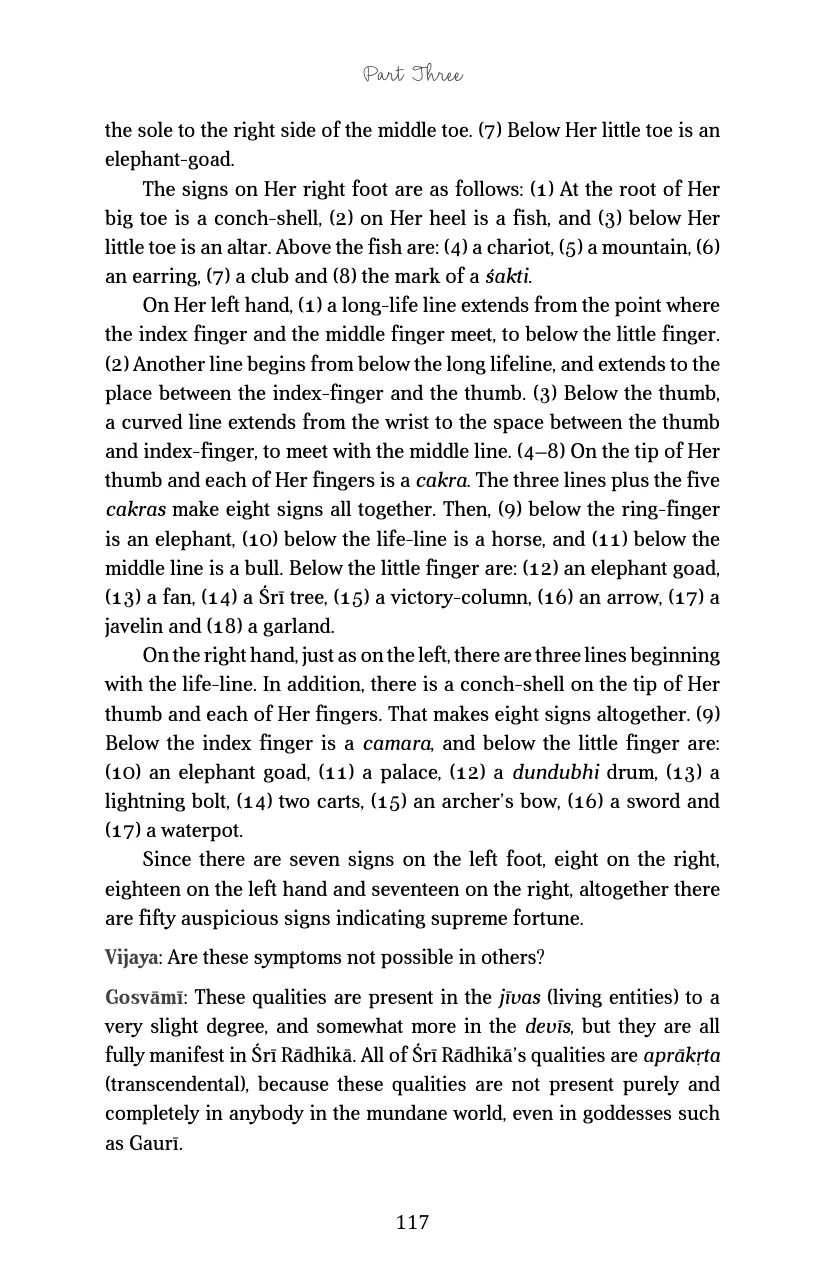 Part Three
the sole to the right side of the middle toe. (7) Below Her little toe is an
elephant-goad.
The signs on Her right foot are as follows: (1) At the root of Her
big toe is a conch-shell, (2) on Her heel is a fish, and (3) below Her
little toe is an altar. Above the fish are: (4) a chariot, (5) a mountain, (6)
an earring, (7) a club and (8) the mark of a śakti.
On Her left hand, (1) a long-life line extends from the point where
the index finger and the middle finger meet, to below the little finger.
(2) Another line begins from below the long lifeline, and extends to the
place between the index-finger and the thumb. (3) Below the thumb,
a curved line extends from the wrist to the space between the thumb
and index-finger, to meet with the middle line. (4–8) On the tip of Her
thumb and each of Her fingers is a cakra. The three lines plus the five
cakras make eight signs all together. Then, (9) below the ring-finger
is an elephant, (10) below the life-line is a horse, and (11) below the
middle line is a bull. Below the little finger are: (12) an elephant goad,
(13) a fan, (14) a Śrī tree, (15) a victory-column, (16) an arrow, (17) a
javelin and (18) a garland.
On the right hand, just as on the left, there are three lines beginning
with the life-line. In addition, there is a conch-shell on the tip of Her
thumb and each of Her fingers. That makes eight signs altogether. (9)
Below the index finger is a camara, and below the little finger are:
(10) an elephant goad, (11) a palace, (12) a dundubhi drum, (13) a
lightning bolt, (14) two carts, (15) an archer's bow, (16) a sword and
(17) a waterpot.
Since there are seven signs on the left foot, eight on the right,
eighteen on the left hand and seventeen on the right, altogether there
are fifty auspicious signs indicating supreme fortune.
Vijaya: Are these symptoms not possible in others?
Gosvāmī: These qualities are present in the jīvas (living entities) to a
very slight degree, and somewhat more in the devīs, but they are all
fully manifest in Śrī Rādhikā. All of Śrī Rādhikā's qualities are aprākṛta
(transcendental), because these qualities are not present purely and
completely in anybody in the mundane world, even in goddesses such
as Gaurī.
117